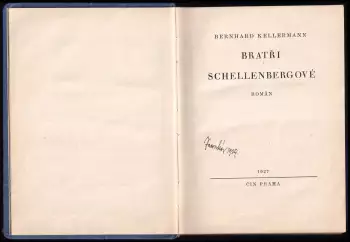 BERNHARD KELLERMANN
BRATŘI
SCHELLENBERGOVÉ
ROMÁN
1927
ČIN PRAHA